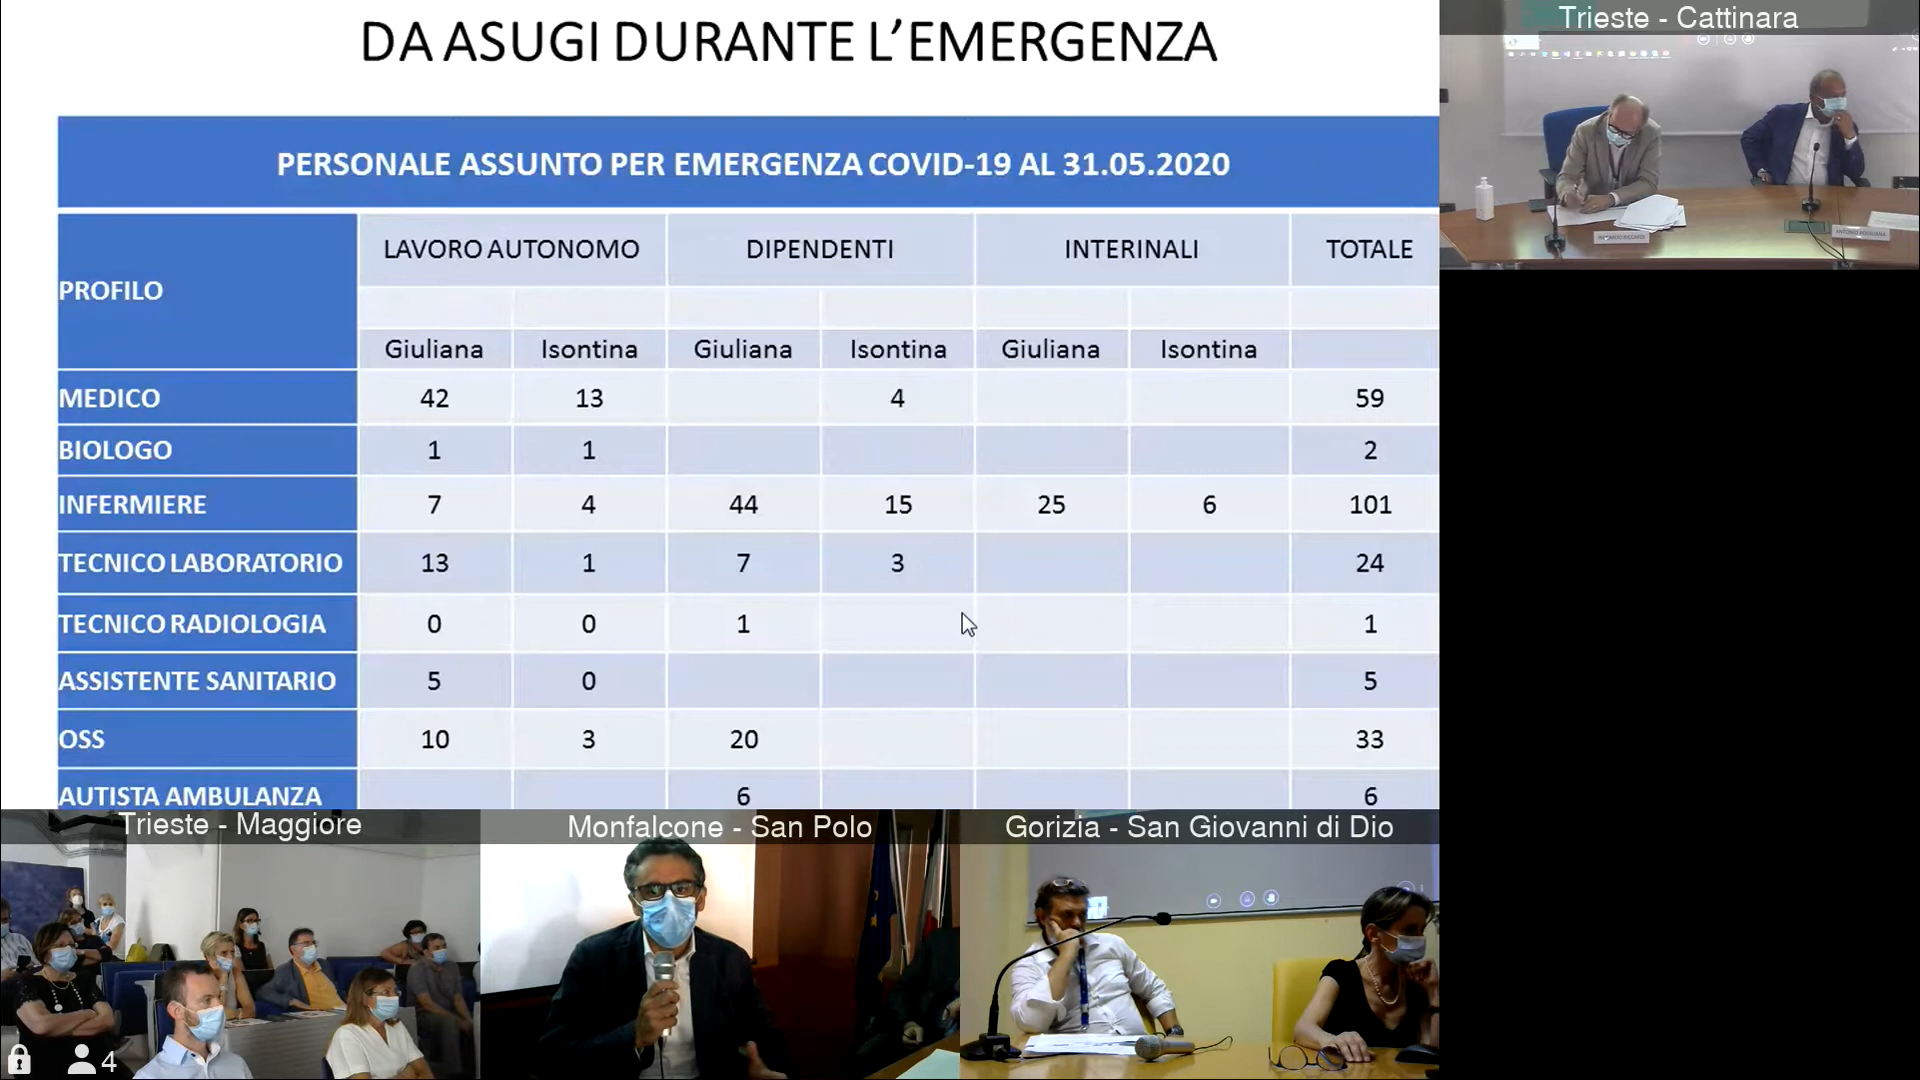 DA ASUGI DURANTE L’EMERGENZA
PERSONALE ASSUNTO PER EMERGENZA COVID-19 AL 31.05.2020
PROFILO LAVORO AUTONOMO DIPENDENTI INTERINALI TOTALE
Giuliana Isontina Giuliana Isontina Giuliana Isontina
MEDICO 42 13 4 59
BIOLOGO 1 1 2
INFERMIERE 7 4 44 15 25 6 101
TECNICO LABORATORIO 13 1 7 3 24
TECNICO RADIOLOGIA 0 0 1 1
ASSISTENTE SANITARIO 5 0 5
OSS 10 3 20 33
AUTISTA AMBULANZA 6 6
Trieste - Cattinara
Trieste - Maggiore
Monfalcone - San Polo
Gorizia - San Giovanni di Dio
4